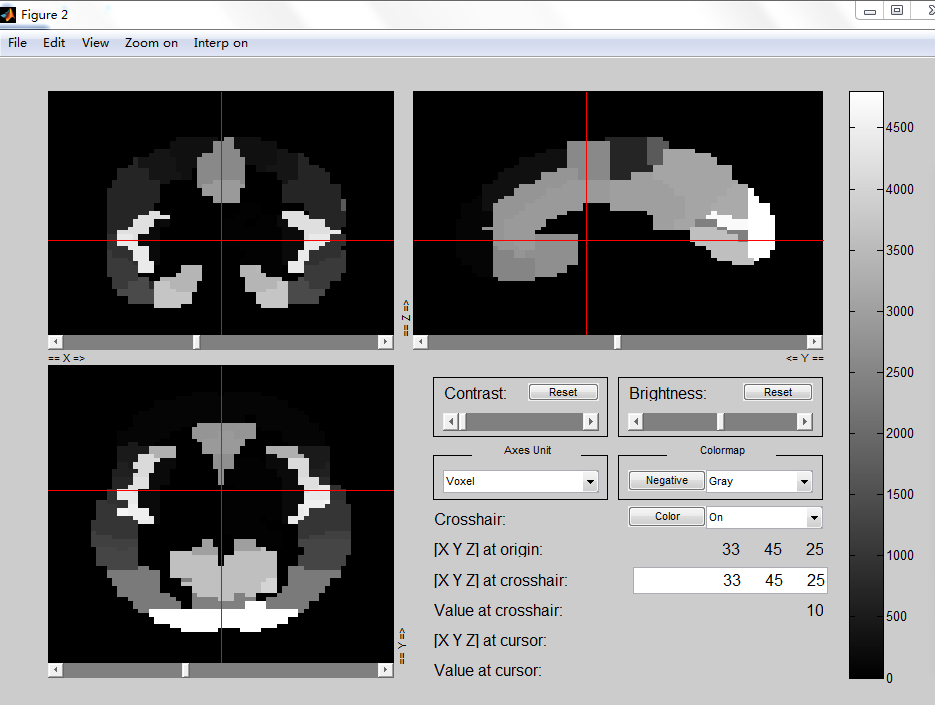 Figure 2
File Edit View Zoom on Interp on
== X =>
== Z =>
<= Y ==
== Y =>
Contrast: Reset
Brightness: Reset
Axes Unit
Voxel
Colormap
Negative Gray
Crosshair: Color On
[X Y Z] at origin: 33 45 25
[X Y Z] at crosshair: 33 45 25
Value at crosshair: 10
[X Y Z] at cursor:
Value at cursor:
4500
4000
3500
3000
2500
2000
1500
1000
500
0